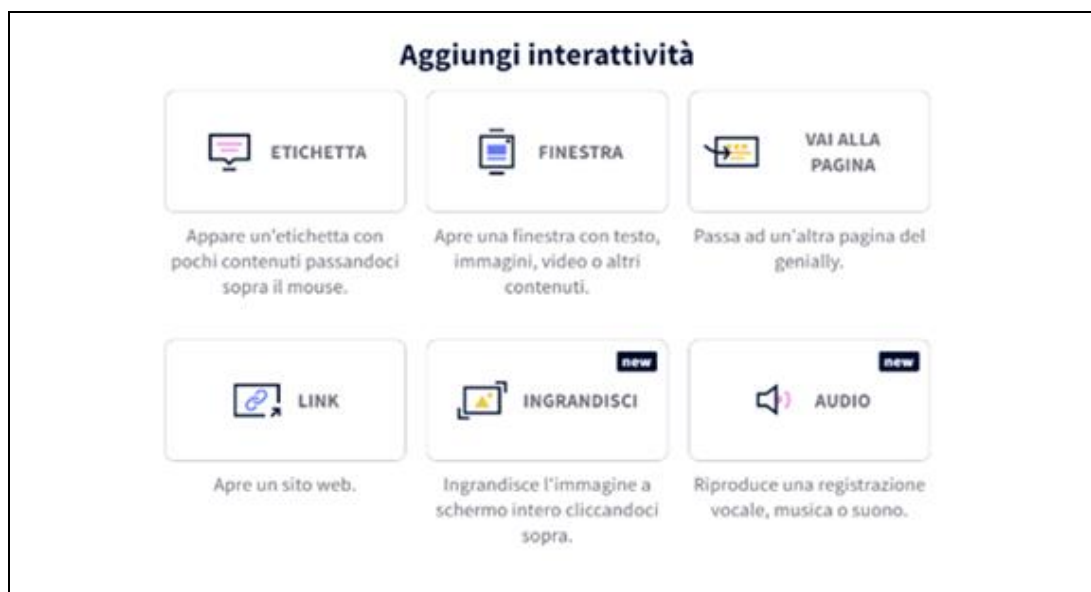 Aggiungi interattività
ETICHETTA
Appare un'etichetta con
pochi contenuti passandoci
sopra il mouse.
FINESTRA
Apre una finestra con testo,
immagini, video o altri
contenuti.
VAI ALLA
PAGINA
Passa ad un'altra pagina del
genially.
LINK
Apre un sito web.
new
INGRANDISCI
Ingrandisce l'immagine a
schermo intero cliccandoci
sopra.
new
AUDIO
Riproduce una registrazione
vocale, musica o suono.